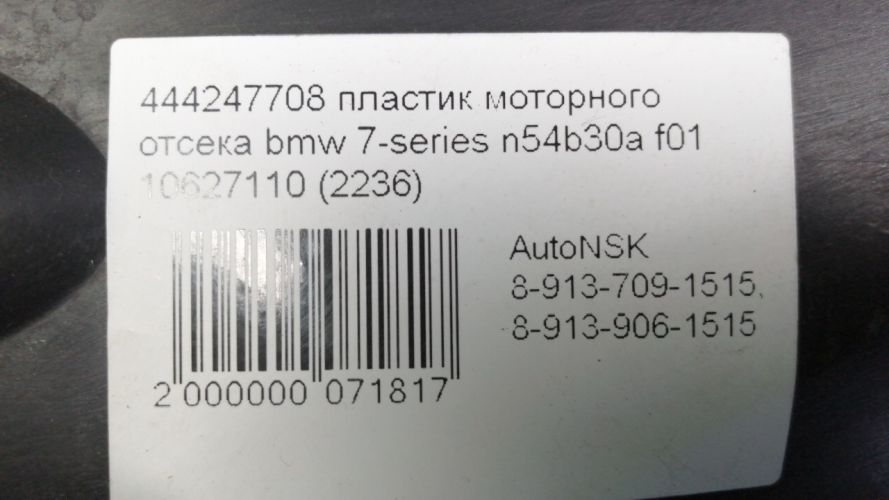 444247708 пластик моторного
отсека bmw 7-series n54b30a f01
10627110 (2236)
AutoNSK
8-913-709-1515,
8-913-906-1515
2 000000 071817